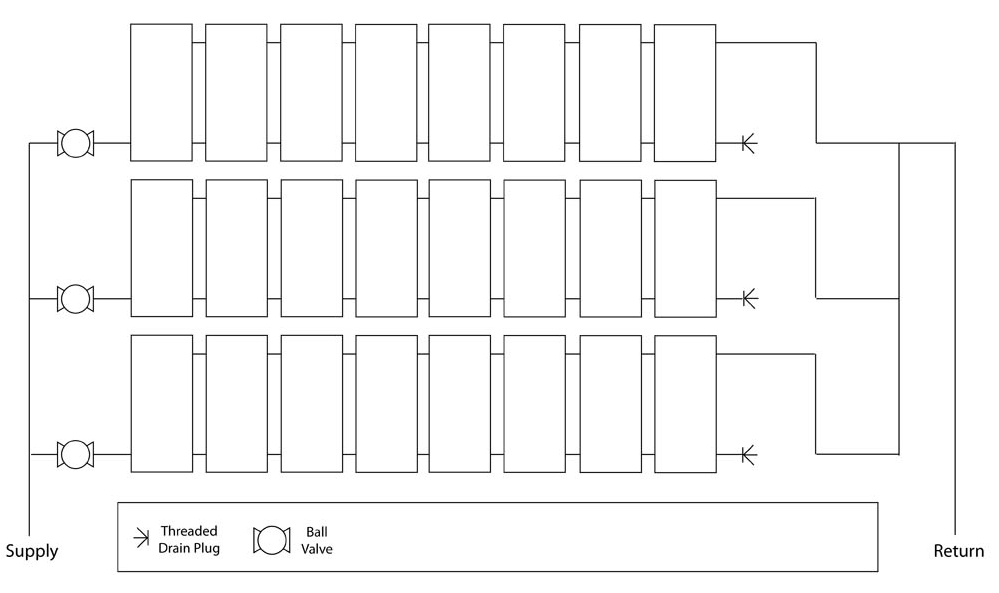 Threaded
Drain Plug
Ball
Valve
Supply
Return